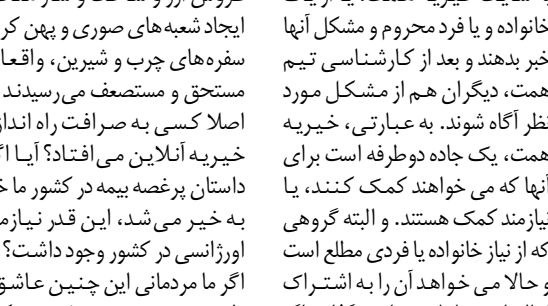 خانواده و یا فرد محروم و مشکل آنها
خبر بدهند و بعد از کارشناسی تیم
همت، دیگران هم از مشکل مورد
نظر آگاه شوند. به عبارتی، خیریه
همت، یک جاده دوطرفه است برای
آنها که می خواهند کمک کنند، یا
نیازمند کمک هستند. و البته گروهی
که از نیاز خانواده یا فردی مطلع است
و حالا می خواهد آن را به اشتراک
ایجاد شعبه‌های صوری و پهن کر
سفره‌های چرب و شیرین، واقعا
مستحق و مستضعف می‌رسیدند
اصلا کسی به صرافت راه انداز
خیریه آنلاین می‌افتاد؟ آیا اگ
داستان پرغصه بیمه در کشور ما خ
به خیر می‌شد، این قدر نیازم
اورژانسی در کشور وجود داشت؟
اگر ما مردمانی این چنین عاشق